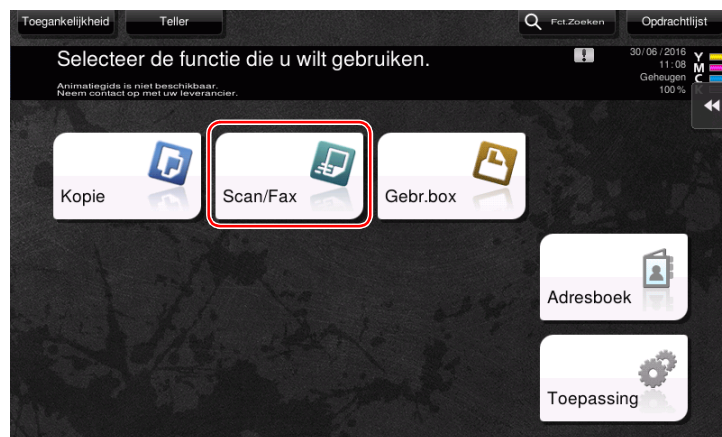 Toegankelijkheid Teller Fct.Zoeken Opdrachtlijst
Selecteer de functie die u wilt gebruiken.
Animatiegids is niet beschikbaar.
Neem contact op met uw leverancier.
30/06/2016
11:08
Geheugen
100 %
Y
M
C
K
Kopie
Scan/Fax
Gebr.box
Adresboek
Toepassing